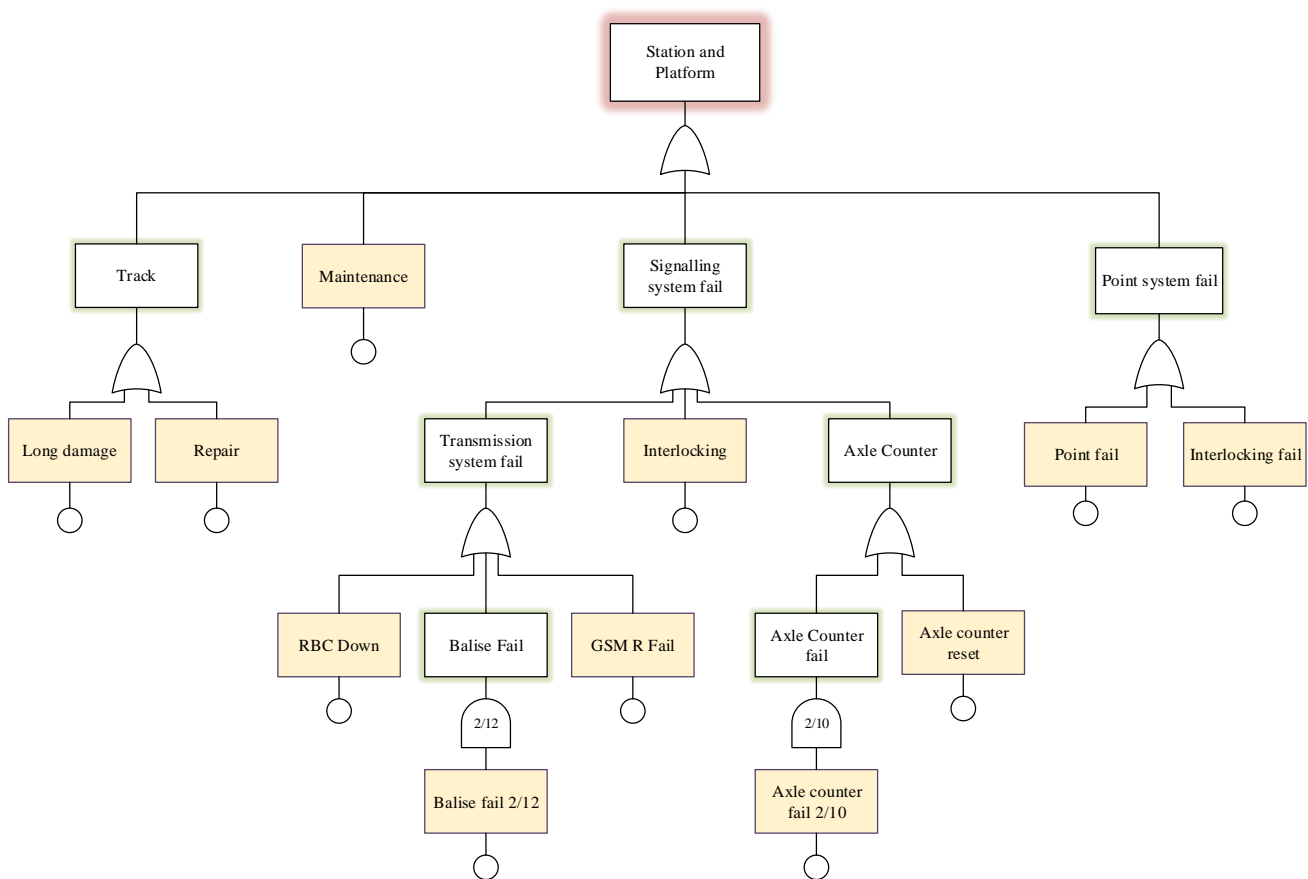 Station and
Platform
Track
Maintenance
Signalling
system fail
Point system fail
Long damage
Repair
Transmission
system fail
Interlocking
Axle Counter
Point fail
Interlocking fail
RBC Down
Balise Fail
GSM R Fail
Axle Counter
fail
Axle counter
reset
2/12
2/10
Balise fail 2/12
Axle counter
fail 2/10